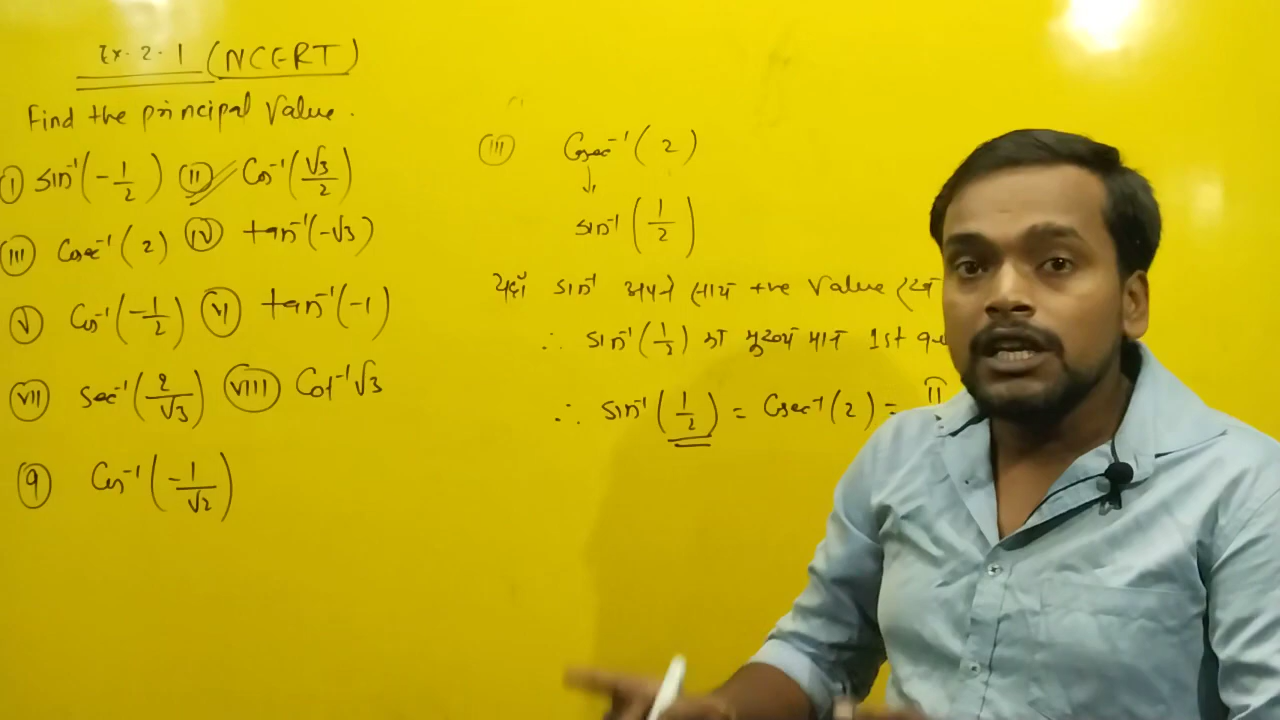 Ex. 2.1 (NCERT)
Find the principal Value.
(i) sin⁻¹(-1/2) (ii) Cos⁻¹(√3/2)
(iii) Cosec⁻¹(2) (iv) tan⁻¹(-√3)
(v) Cos⁻¹(-1/2) (vi) tan⁻¹(-1)
(vii) Sec⁻¹(2/√3) (viii) Cot⁻¹√3
(9) Cos⁻¹(-1/√2)
(iii) Cosec⁻¹(2)
↓
sin⁻¹(1/2)
यहाँ sin⁻¹ अपने साथ +ve Value
∴ sin⁻¹(1/2) का मुख्य मान 1st
∴ sin⁻¹(1/2) = Cosec⁻¹(2) = π